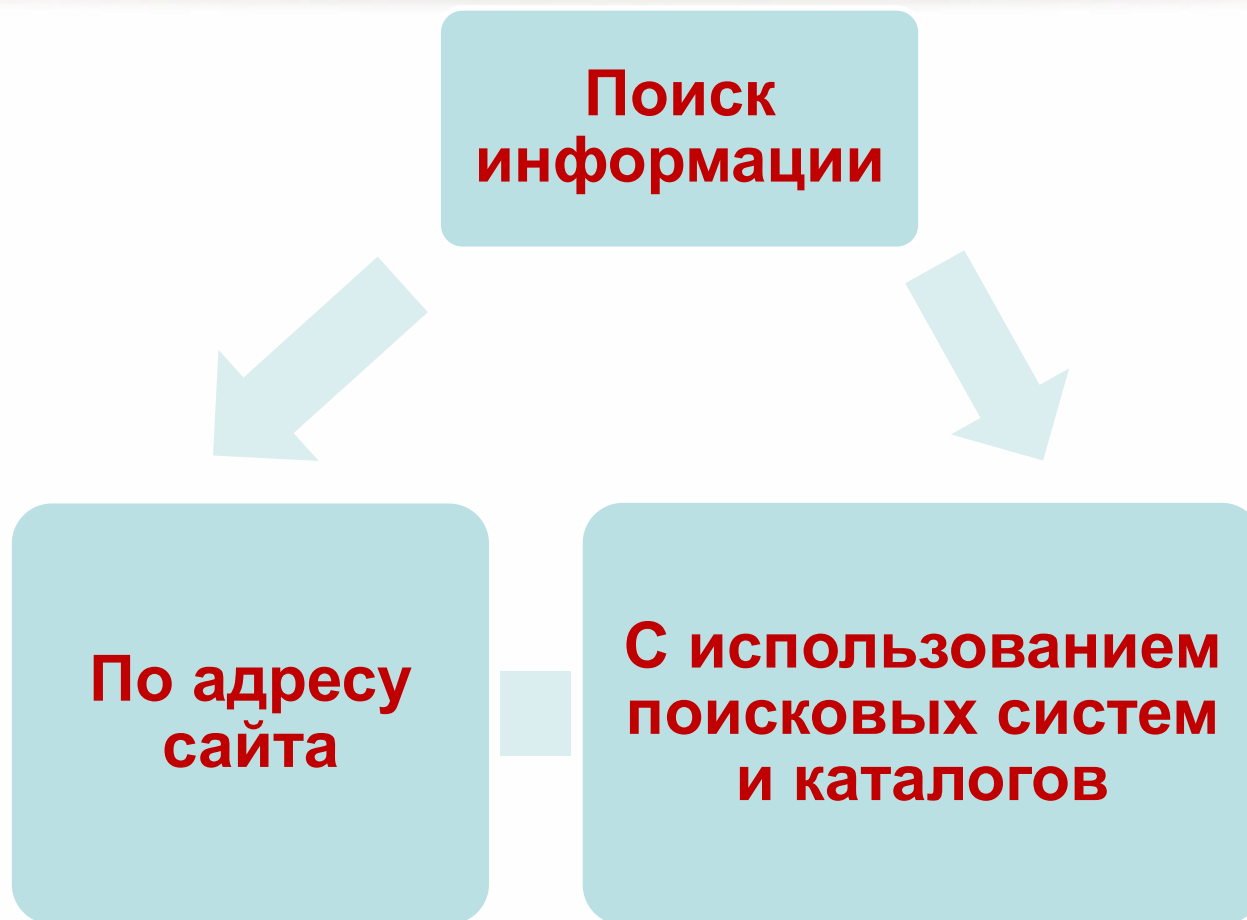 Поиск
информации
По адресу
сайта
С использованием
поисковых систем
и каталогов